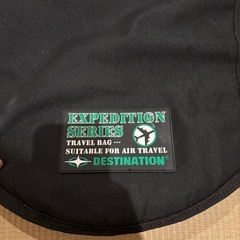 EXPEDITION
SERIES
TRAVEL BAG ···
SUITABLE FOR AIR TRAVEL
DESTINATION®